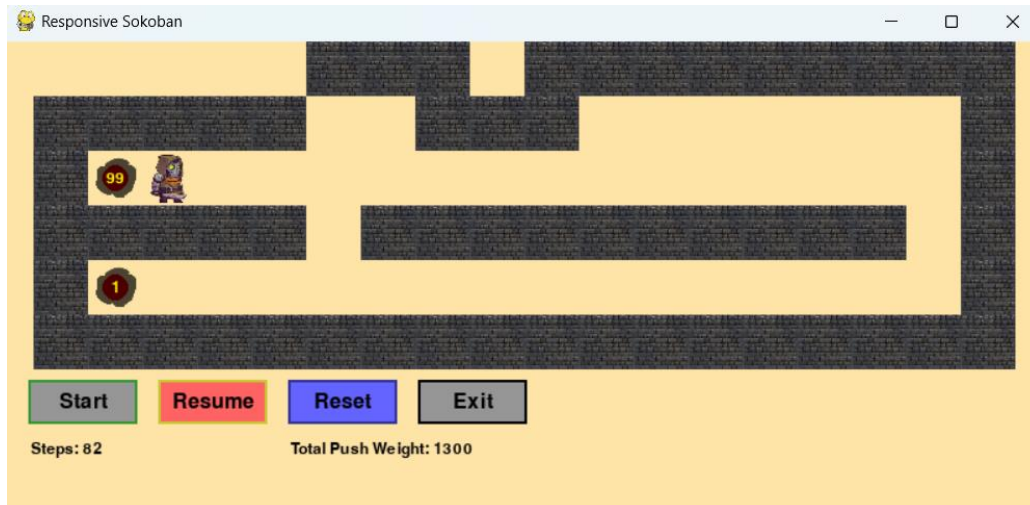 Responsive Sokoban
99
1
Start Resume Reset Exit
Steps: 82 Total Push Weight: 1300